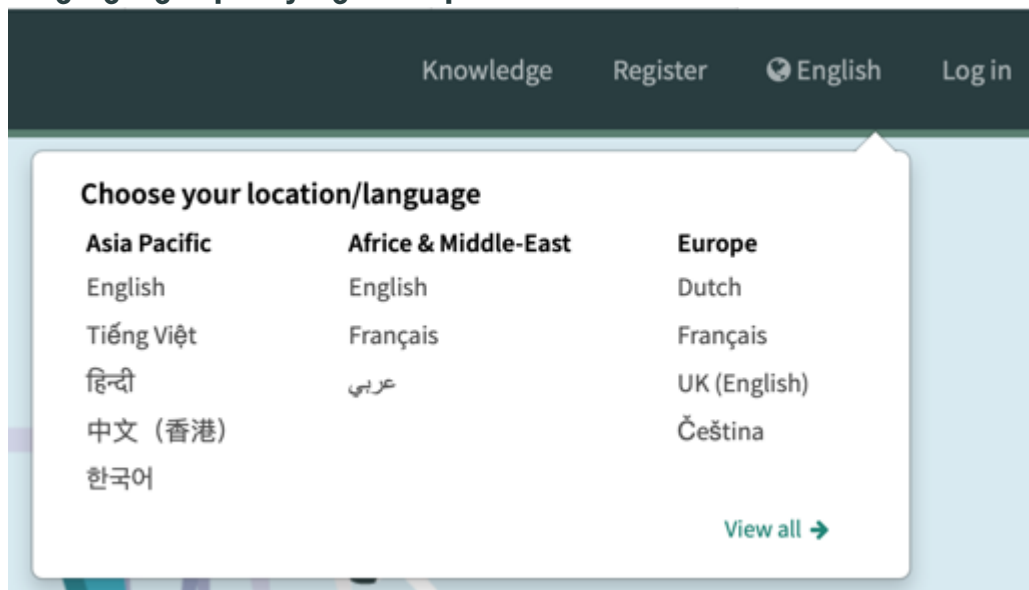 Knowledge Register English Log in
Choose your location/language
Asia Pacific
English
Tiếng Việt
हिन्दी
中文（香港）
한국어
Africe & Middle-East
English
Français
عربي
Europe
Dutch
Français
UK (English)
Čeština
View all →